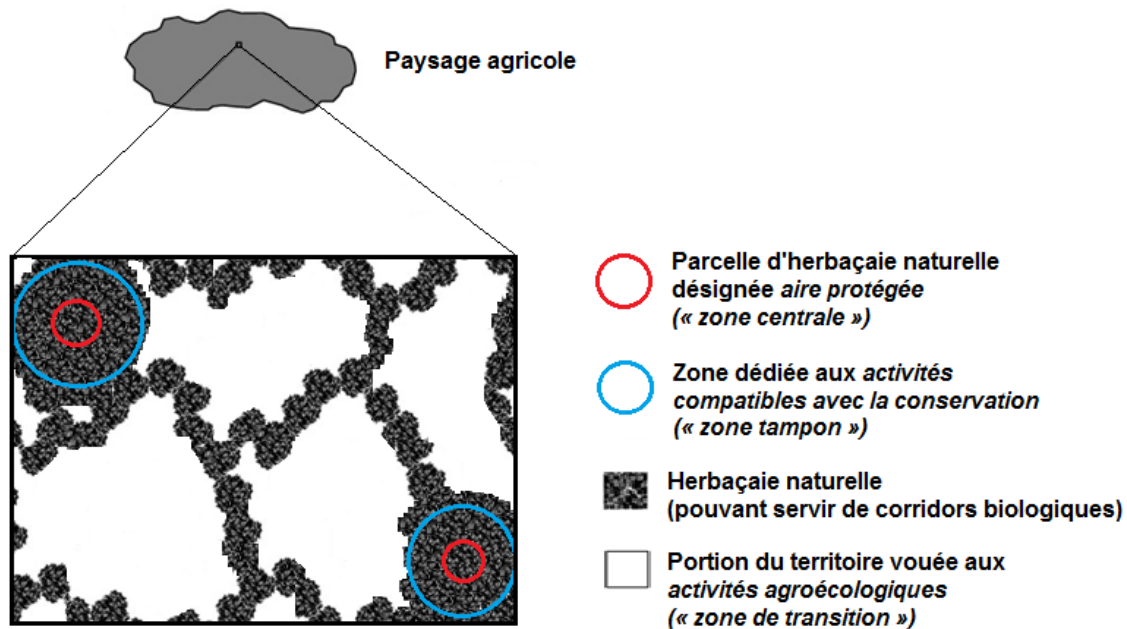 Paysage agricole
Parcelle d'herbaçaie naturelle
désignée aire protégée
(« zone centrale »)
Zone dédiée aux activités
compatibles avec la conservation
(« zone tampon »)
Herbaçaie naturelle
(pouvant servir de corridors biologiques)
Portion du territoire vouée aux
activités agroécologiques
(« zone de transition »)